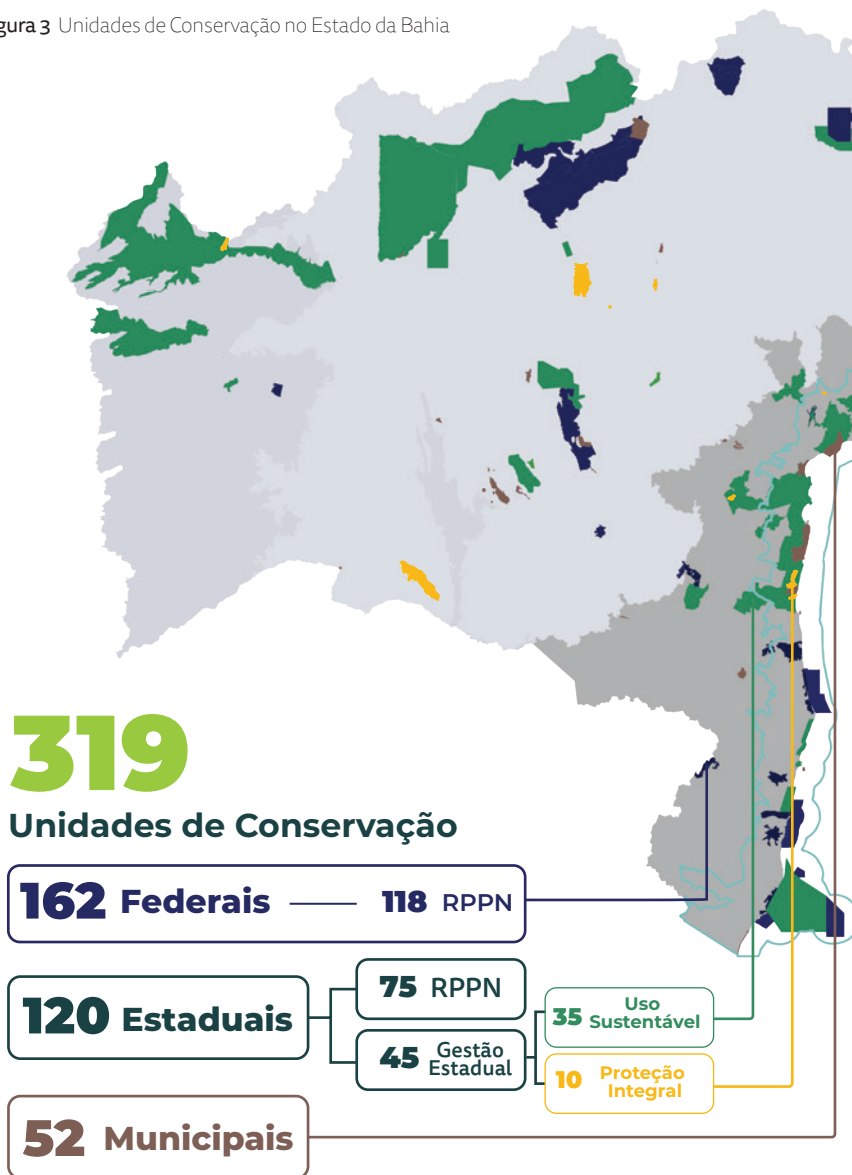 gura 3 Unidades de Conservação no Estado da Bahia
319
Unidades de Conservação
162 Federais
118 RPPN
120 Estaduais
75 RPPN
45 Gestão
Estadual
35 Uso
Sustentável
10 Proteção
Integral
52 Municipais